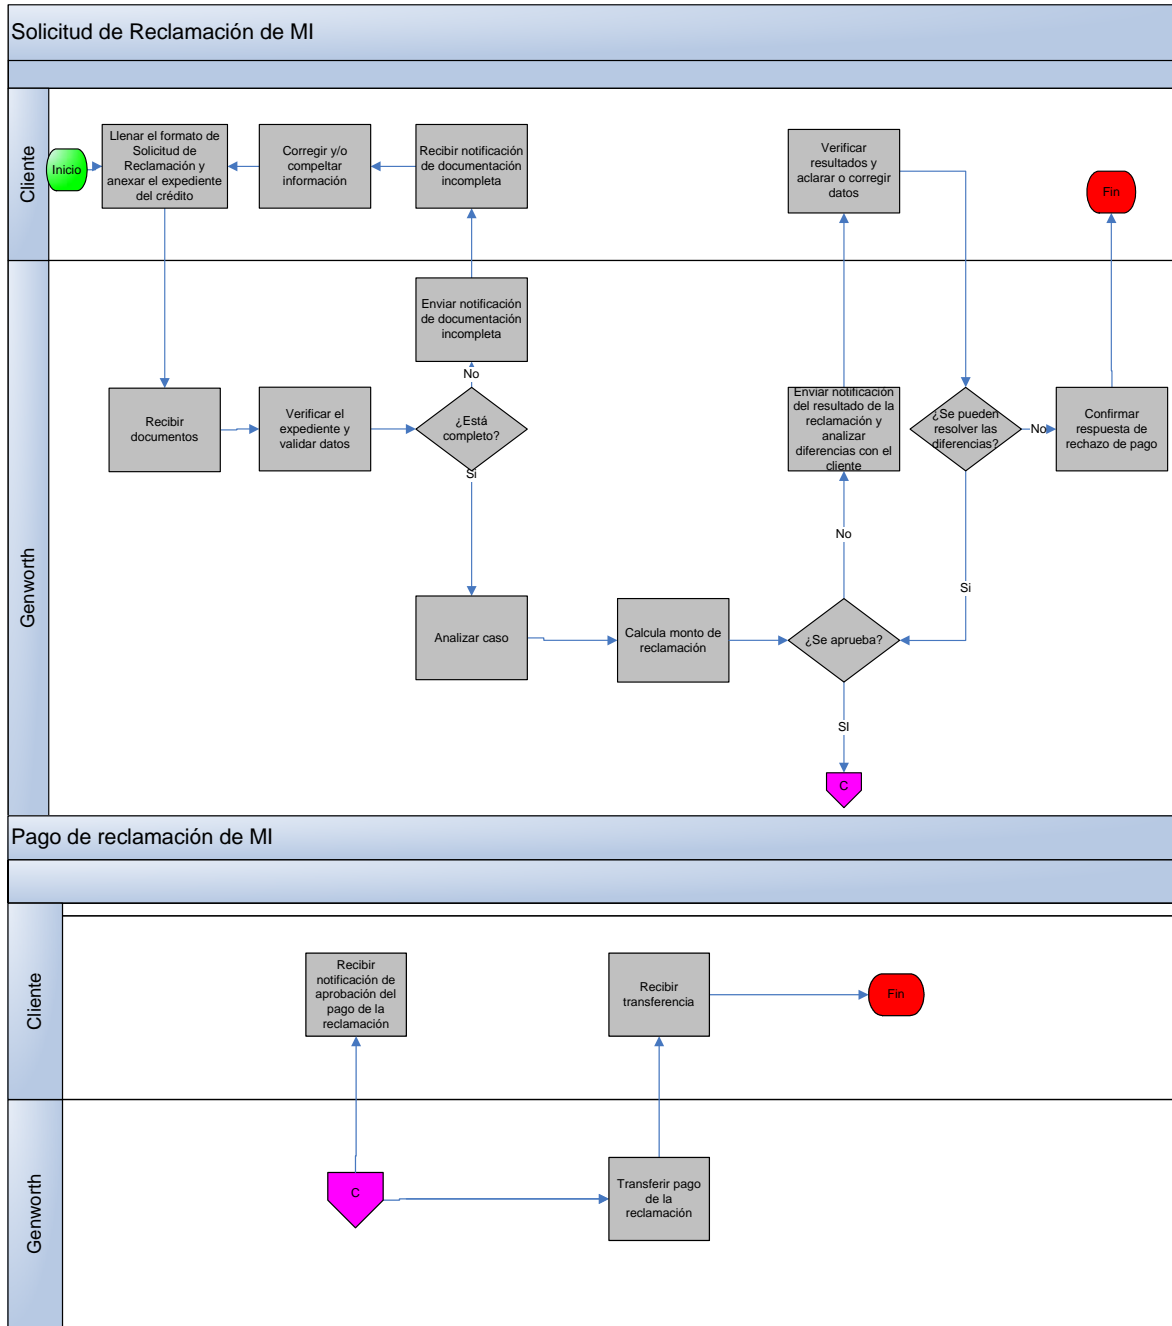 Solicitud de Reclamación de MI
Cliente
Inicio
Llenar el formato de
Solicitud de
Reclamación y
anexar el expediente
del crédito
Corregir y/o
compeltar
información
Recibir notificación
de documentación
incompleta
Verificar
resultados y
aclarar o corregir
datos
Fin
Genworth
Enviar notificación
de documentación
incompleta
No
Recibir
documentos
Verificar el
expediente y
validar datos
¿Está
completo?
Si
Enviar notificación
del resultado de la
reclamación y
analizar
diferencias con el
cliente
¿Se pueden
resolver las
diferencias?
No
Confirmar
respuesta de
rechazo de pago
No
Si
Analizar caso
Calcula monto de
reclamación
¿Se aprueba?
SI
C
Pago de reclamación de MI
Cliente
Recibir
notificación de
aprobación del
pago de la
reclamación
Recibir
transferencia
Fin
Genworth
C
Transferir pago
de la
reclamación